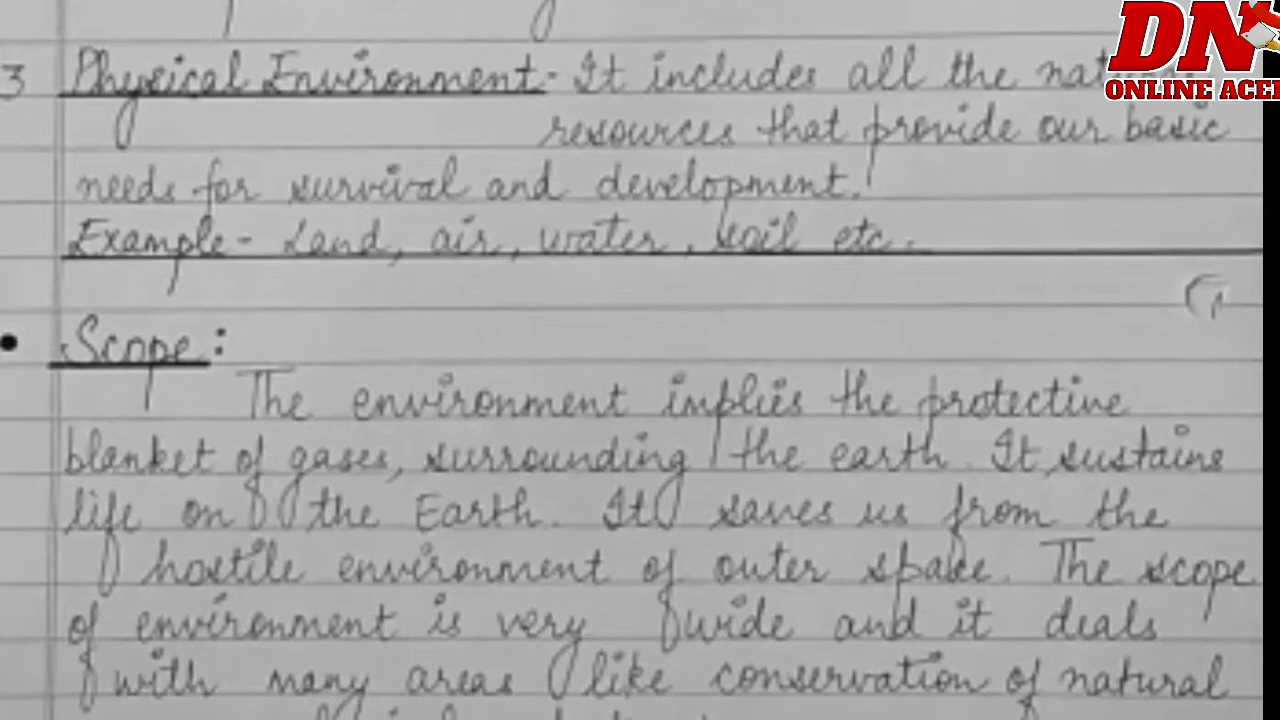 DN
ONLINE ACE
3 Physical Environment:- It includes all the
resources that provide our basic
needs for survival and development.
Example- Land, air, water, soil etc.
• Scope:
The environment implies the protective
blanket of gases, surrounding the earth. It sustains
life on the Earth. It saves us from the
hostile environment of outer space. The scope
of environment is very wide and it deals
with many areas like conservation of natural